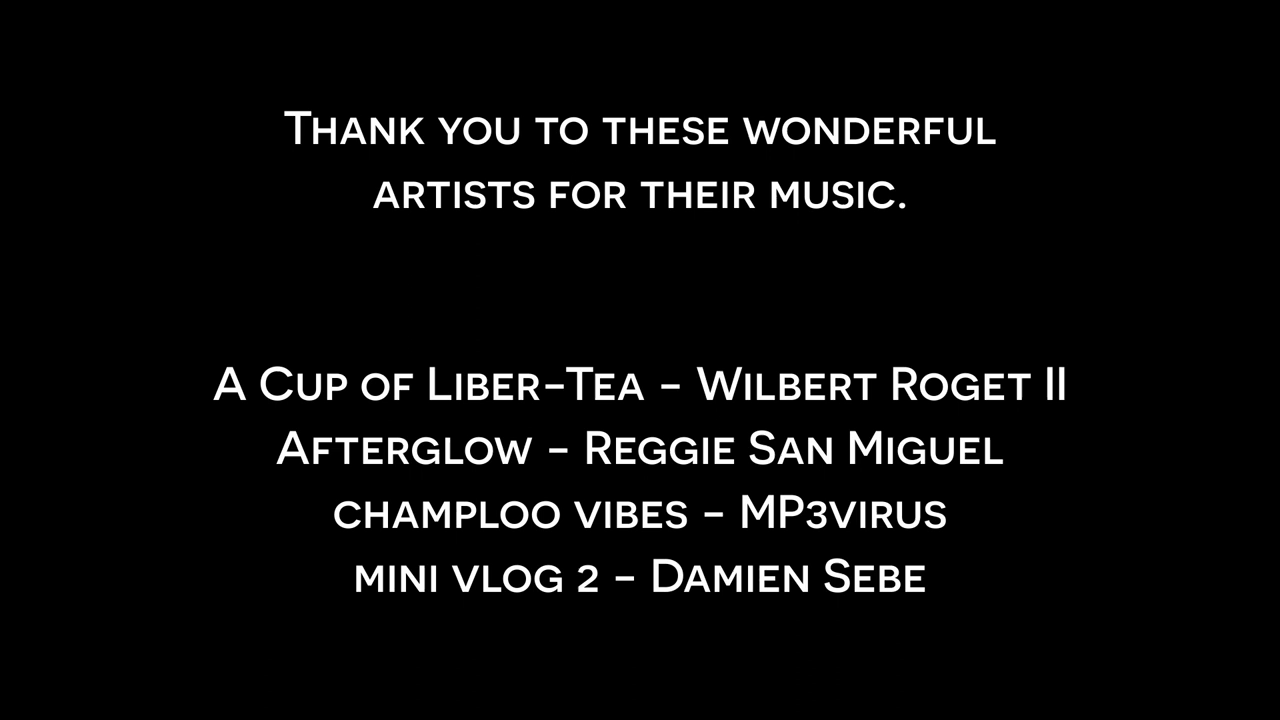 Thank you to these wonderful
artists for their music.
A Cup of Liber-Tea - Wilbert Roget II
Afterglow - Reggie San Miguel
champloo vibes - MP3virus
mini vlog 2 - Damien Sebe